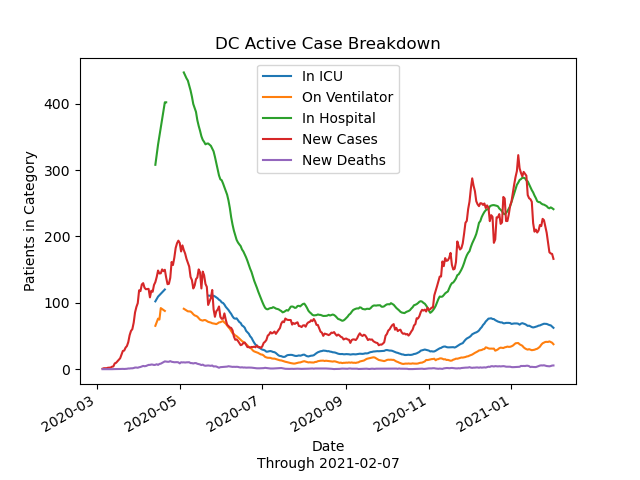 DC Active Case Breakdown
In ICU
On Ventilator
In Hospital
New Cases
New Deaths
Patients in Category
400
300
200
100
0
2020-03
2020-05
2020-07
2020-09
2020-11
2021-01
Date
Through 2021-02-07